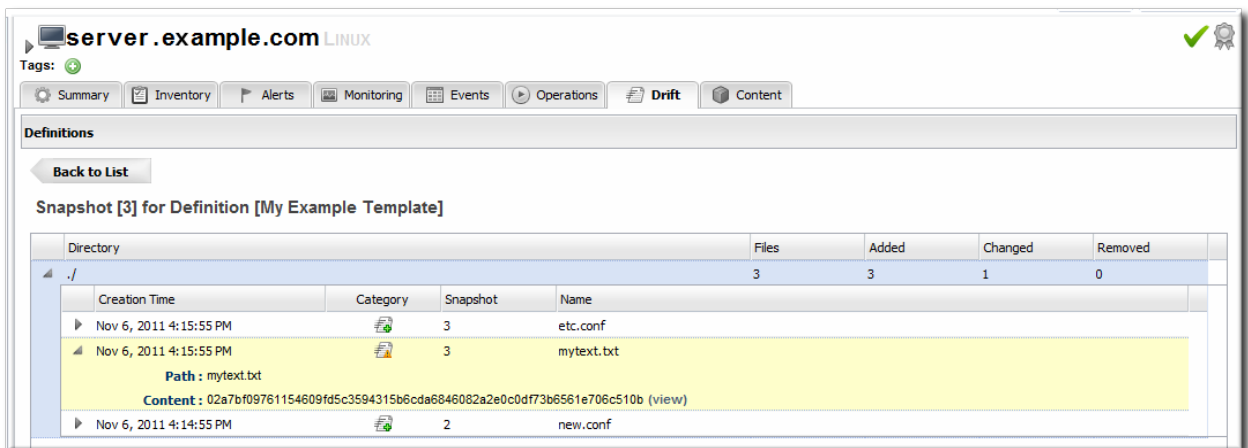 server.example.com LINUX
Tags:
Summary Inventory Alerts Monitoring Events Operations Drift Content
Definitions
Back to List
Snapshot [3] for Definition [My Example Template]
Directory Files Added Changed Removed
./ 3 3 1 0
Creation Time Category Snapshot Name
Nov 6, 2011 4:15:55 PM 3 etc.conf
Nov 6, 2011 4:15:55 PM 3 mytext.txt
Path : mytext.txt
Content : 02a7bf09761154609fd5c3594315b6cda6846082a2e0c0df73b6561e706c510b (view)
Nov 6, 2011 4:14:55 PM 2 new.conf